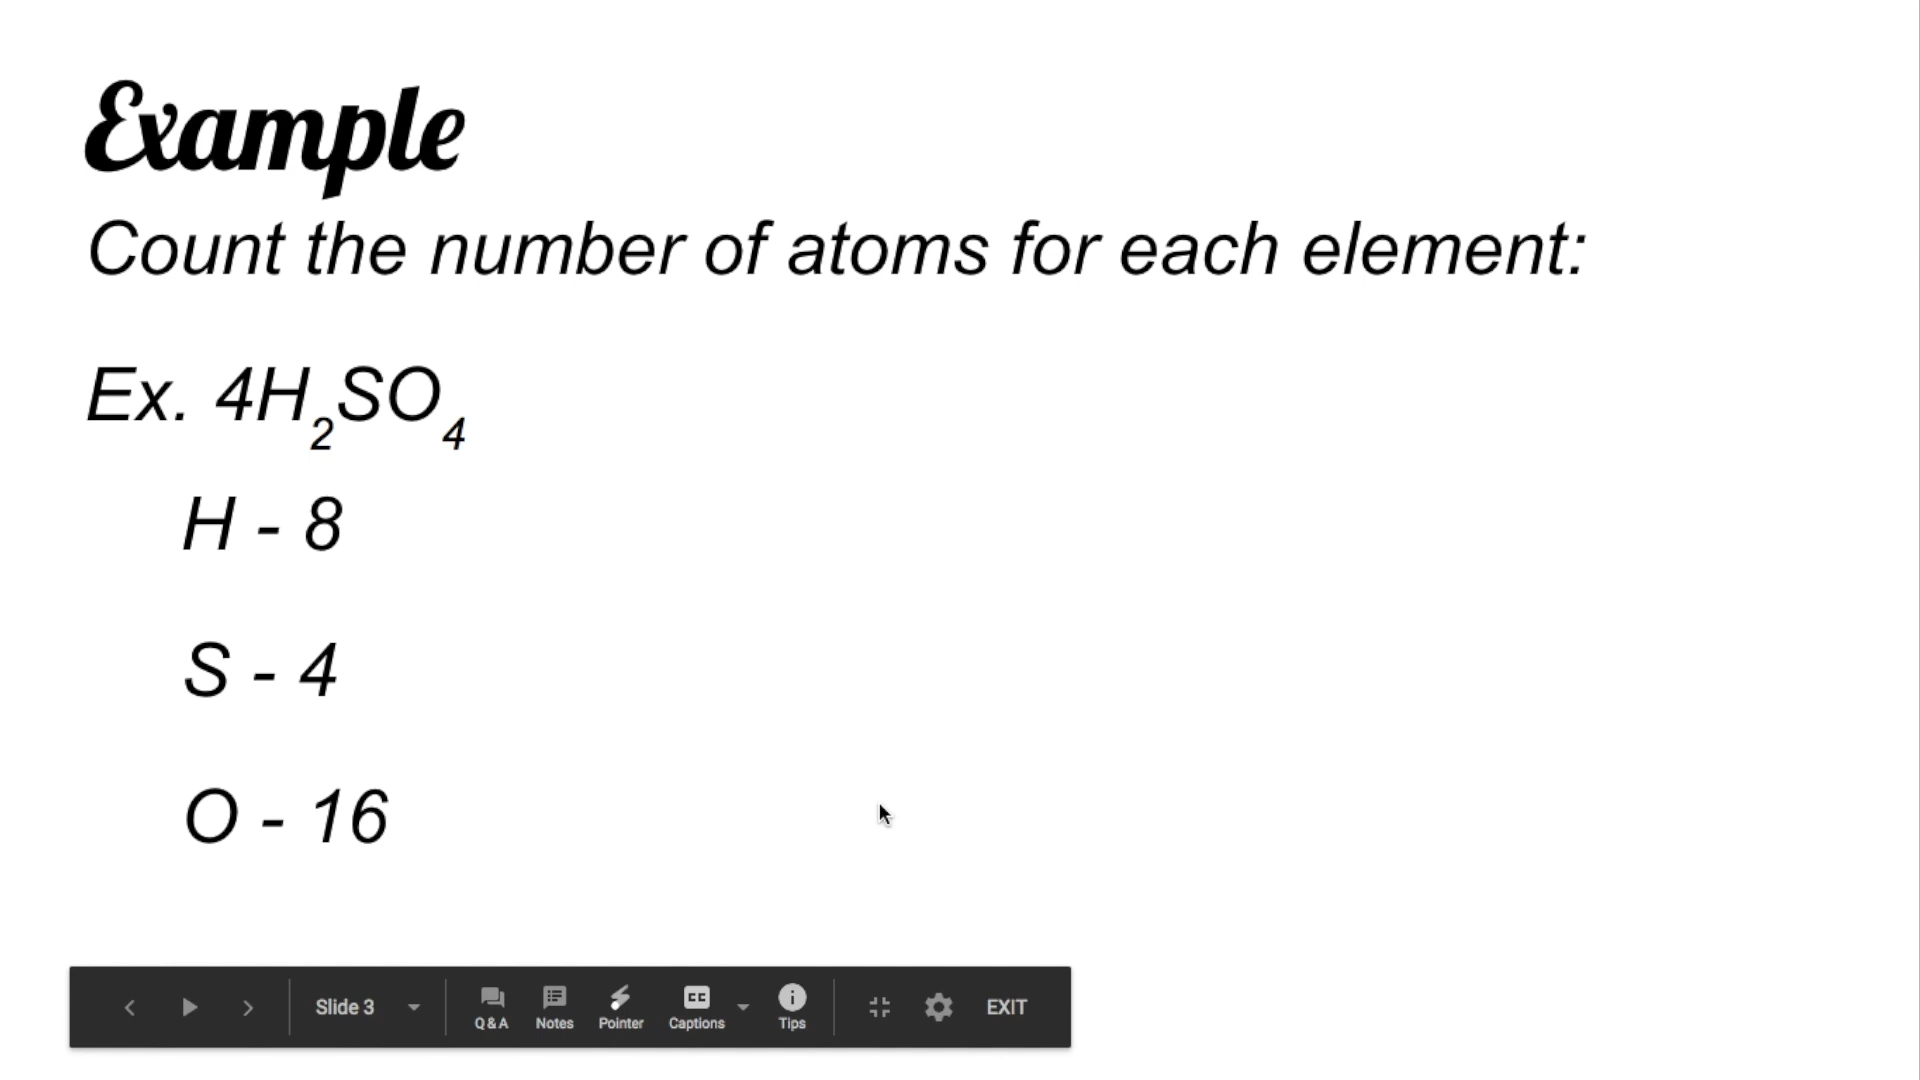 Example
Count the number of atoms for each element:
Ex. 4H₂SO₄
H - 8
S - 4
O - 16
Slide 3
Q&A
Notes
Pointer
CC
Captions
Tips
EXIT